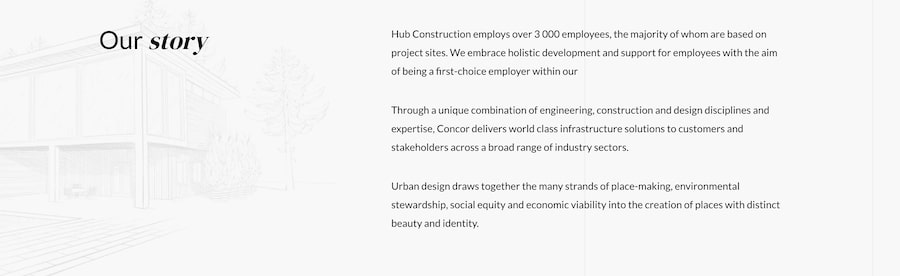 Our story
Hub Construction employs over 3 000 employees, the majority of whom are based on
project sites. We embrace holistic development and support for employees with the aim
of being a first-choice employer within our
Through a unique combination of engineering, construction and design disciplines and
expertise, Concor delivers world class infrastructure solutions to customers and
stakeholders across a broad range of industry sectors.
Urban design draws together the many strands of place-making, environmental
stewardship, social equity and economic viability into the creation of places with distinct
beauty and identity.